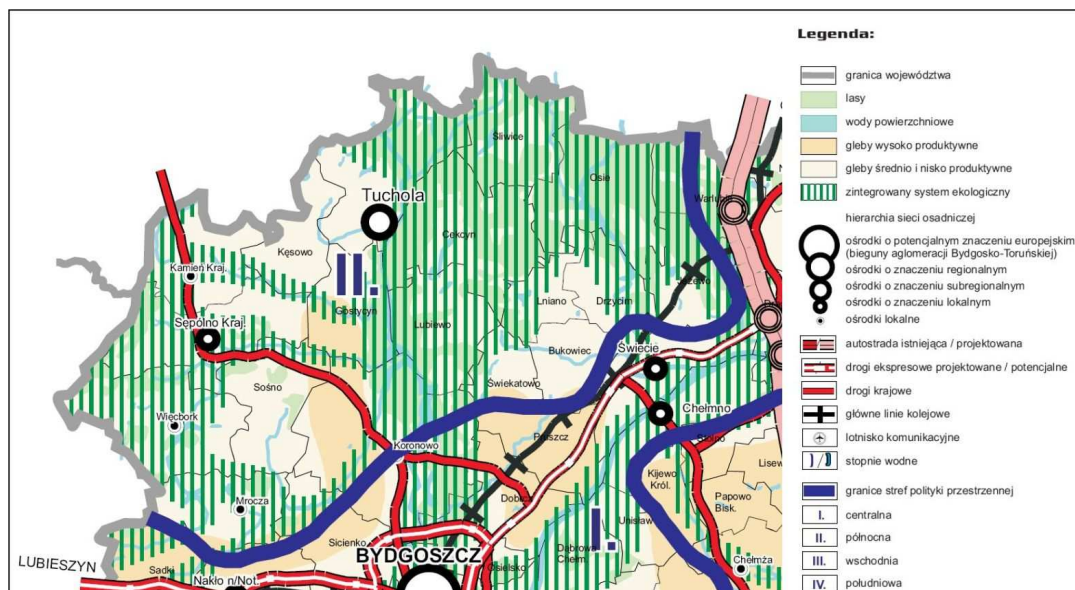 Legenda:
granica województwa
lasy
wody powierzchniowe
gleby wysoko produktywne
gleby średnio i nisko produktywne
zintegrowany system ekologiczny
hierarchia sieci osadniczej
ośrodki o potencjalnym znaczeniu europejskim
(bieguny aglomeracji Bydgosko-Toruńskiej)
ośrodki o znaczeniu regionalnym
ośrodki o znaczeniu subregionalnym
ośrodki o znaczeniu lokalnym
ośrodki lokalne
autostrada istniejąca / projektowana
drogi ekspresowe projektowane / potencjalne
drogi krajowe
główne linie kolejowe
lotnisko komunikacyjne
stopnie wodne
granice stref polityki przestrzennej
I. centralna
II. północna
III. wschodnia
IV. południowa
Śliwice
Osie
Tuchola
Cekcyn
Kęsowo
Kamień Kraj.
II.
Gostycyn
Lniano
Drzycim
Sępólno Kraj.
Lubiewo
Bukowiec
Świecie
Sośno
Świekatowo
Chełmno
Więcbork
Koronowo
Pruszcz
Stolno
Kijewo
Król.
Lisew
Mrocza
Dobrcz
Papowo
Bisk.
Unisław
I.
Sicienko
BYDGOSZCZ
Dąbrowa
Chełm.
Chełmża
LUBIESZYN
Sadki
Osielsko
Nakło n/Not.